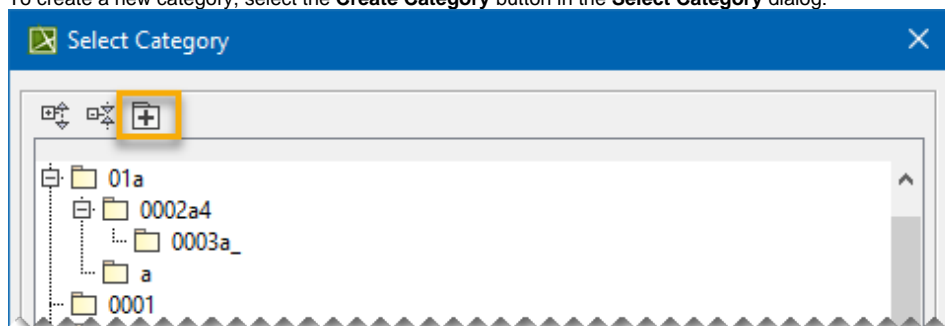 To create a new category, select the Create Category button in the Select Category dialog.
Select Category
01a
0002a4
0003a_
a
0001